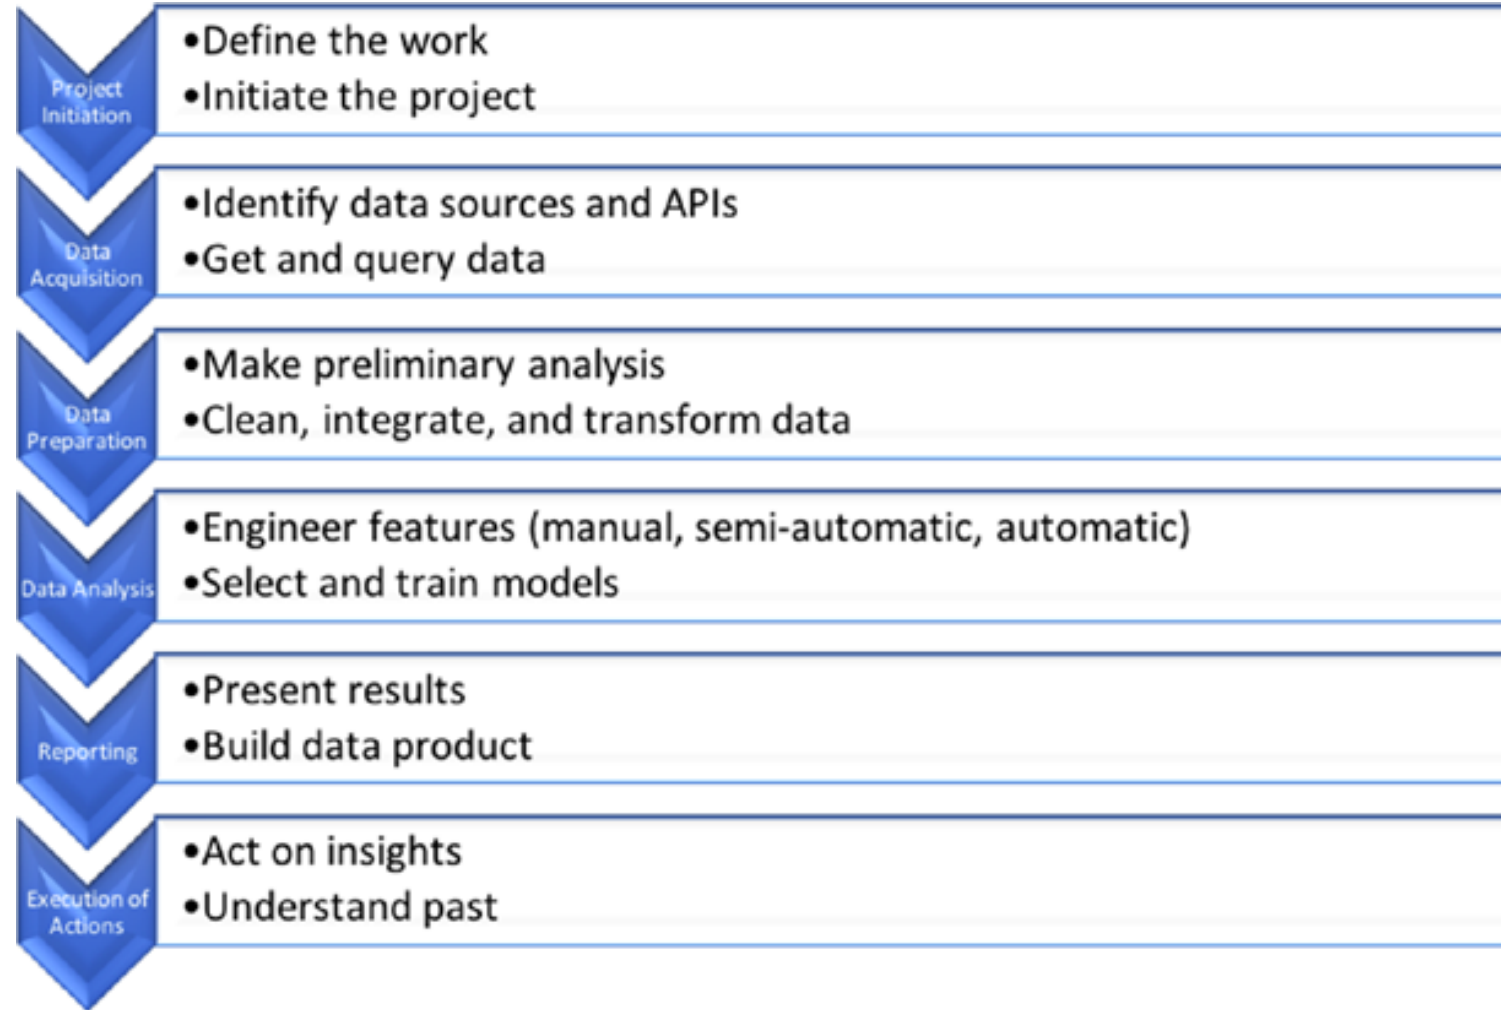 Project
Initiation
•Define the work
•Initiate the project
Data
Acquisition
•Identify data sources and APIs
•Get and query data
Data
Preparation
•Make preliminary analysis
•Clean, integrate, and transform data
Data Analysis
•Engineer features (manual, semi-automatic, automatic)
•Select and train models
Reporting
•Present results
•Build data product
Execution of
Actions
•Act on insights
•Understand past